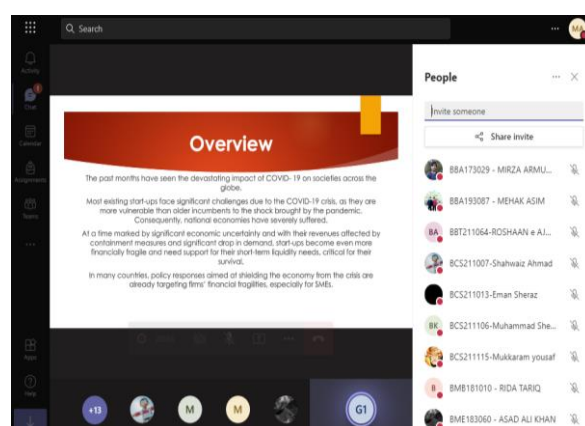 Search
MA
Activity
1
Chat
Calendar
Assignments
Teams
Apps
Help
Overview
The past months have seen the devastating impact of COVID- 19 on societies across the
globe.
Most existing start-ups face significant challenges due to the COVID-19 crisis, as they are
more vulnerable than older incumbents to the shock brought by the pandemic.
Consequently, national economies have severely suffered.
At a time marked by significant economic uncertainty and with their revenues affected by
containment measures and significant drop in demand, start-ups become even more
financially fragile and need support for their short-term liquidity needs, critical for their
survival.
In many countries, policy responses aimed at shielding the economy from the crisis are
already targeting firms' financial fragilities, especially for SMEs.
+13
M
M
G1
People
Invite someone
Share invite
BBA173029 - MIRZA ARMU...
BBA193087 - MEHAK ASIM
BA
BBT211064-ROSHAAN e AJ...
BCS211007-Shahwaiz Ahmad
BCS211013-Eman Sheraz
BK
BCS211106-Muhammad She...
BCS211115-Mukkaram yousaf
B
BMB181010 - RIDA TARIQ
BME183060 - ASAD ALI KHAN